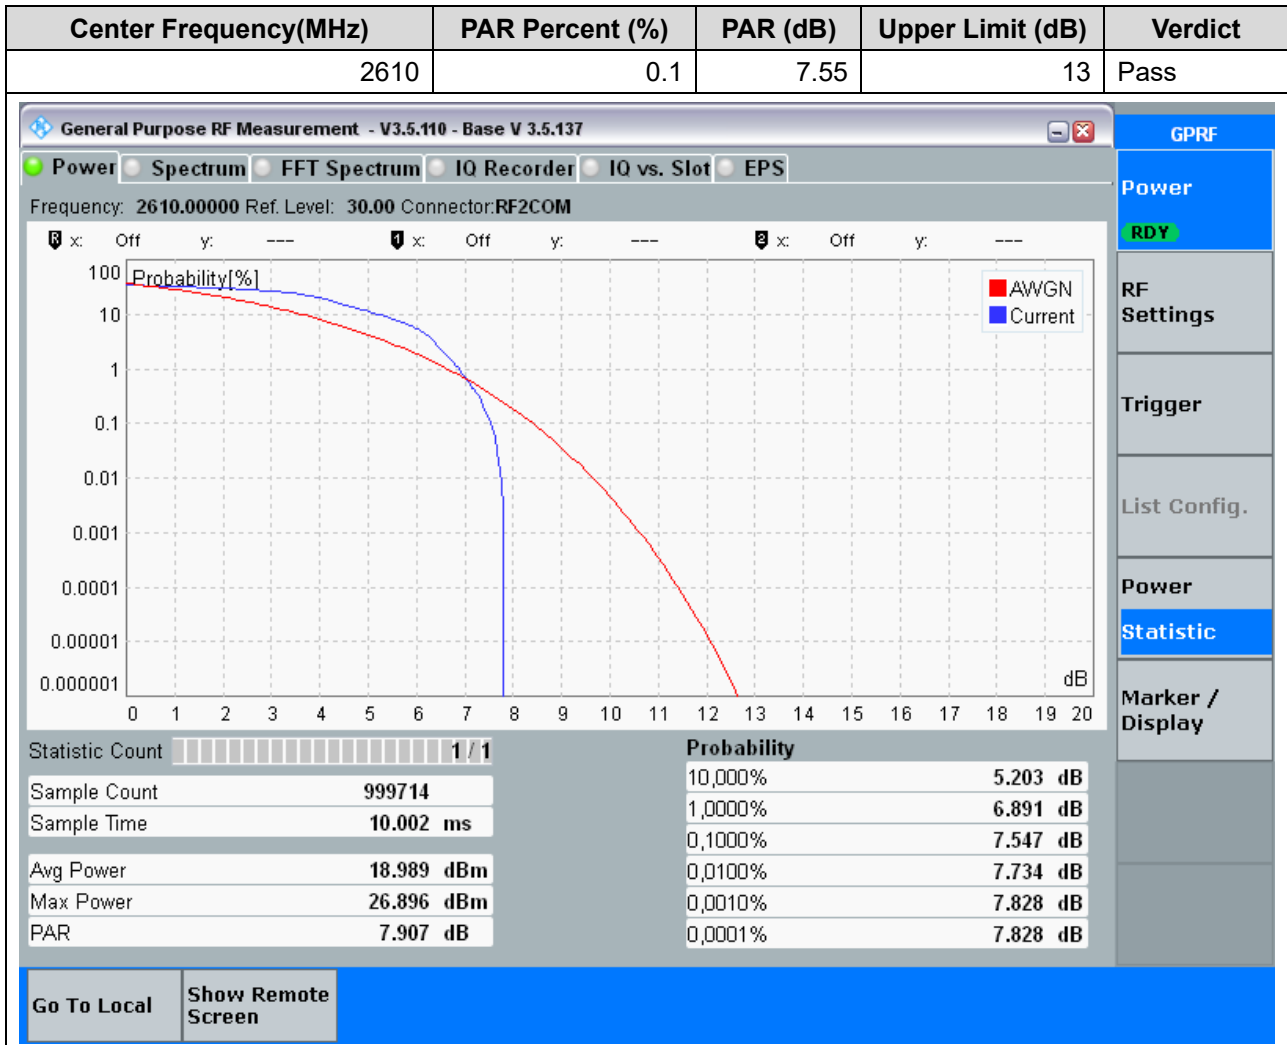 Center Frequency(MHz) PAR Percent (%) PAR (dB) Upper Limit (dB) Verdict
2610 0.1 7.55 13 Pass
General Purpose RF Measurement - V3.5.110 - Base V 3.5.137
GPRF
Power Spectrum FFT Spectrum IQ Recorder IQ vs. Slot EPS
Power
RDY
Frequency: 2610.00000 Ref. Level: 30.00 Connector:RF2COM
R x: Off y: --- 1 x: Off y: --- 2 x: Off y: ---
Probability[%]
AWGN
Current
100
10
1
0.1
0.01
0.001
0.0001
0.00001
0.000001
dB
0 1 2 3 4 5 6 7 8 9 10 11 12 13 14 15 16 17 18 19 20
RF
Settings
Trigger
List Config.
Power
Statistic
Marker /
Display
Statistic Count 1 / 1
Sample Count 999714
Sample Time 10.002 ms
Avg Power 18.989 dBm
Max Power 26.896 dBm
PAR 7.907 dB
Probability
10,000% 5.203 dB
1,0000% 6.891 dB
0,1000% 7.547 dB
0,0100% 7.734 dB
0,0010% 7.828 dB
0,0001% 7.828 dB
Go To Local
Show Remote
Screen